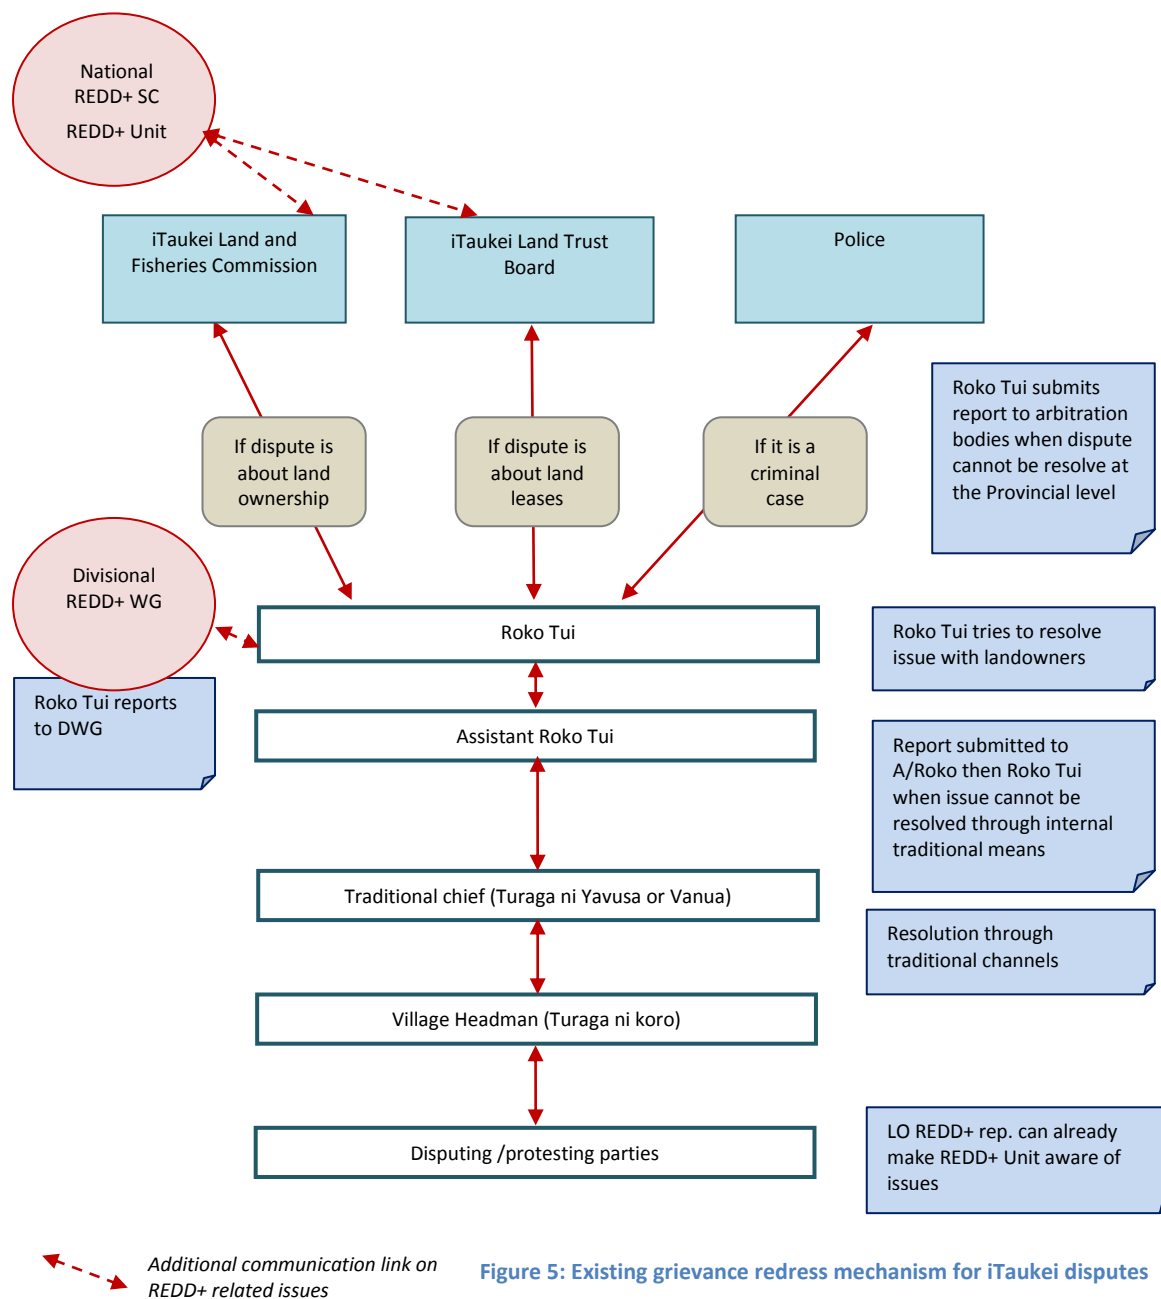 National
REDD+ SC
REDD+ Unit
iTaukei Land and
Fisheries Commission
iTaukei Land Trust
Board
Police
Roko Tui submits
report to arbitration
bodies when dispute
cannot be resolve at
the Provincial level
If dispute is
about land
ownership
If dispute is
about land
leases
If it is a
criminal
case
Divisional
REDD+ WG
Roko Tui
Roko Tui tries to resolve
issue with landowners
Roko Tui reports
to DWG
Assistant Roko Tui
Report submitted to
A/Roko then Roko Tui
when issue cannot be
resolved through internal
traditional means
Traditional chief (Turaga ni Yavusa or Vanua)
Resolution through
traditional channels
Village Headman (Turaga ni koro)
Disputing /protesting parties
LO REDD+ rep. can already
make REDD+ Unit aware of
issues
Additional communication link on
REDD+ related issues
Figure 5: Existing grievance redress mechanism for iTaukei disputes